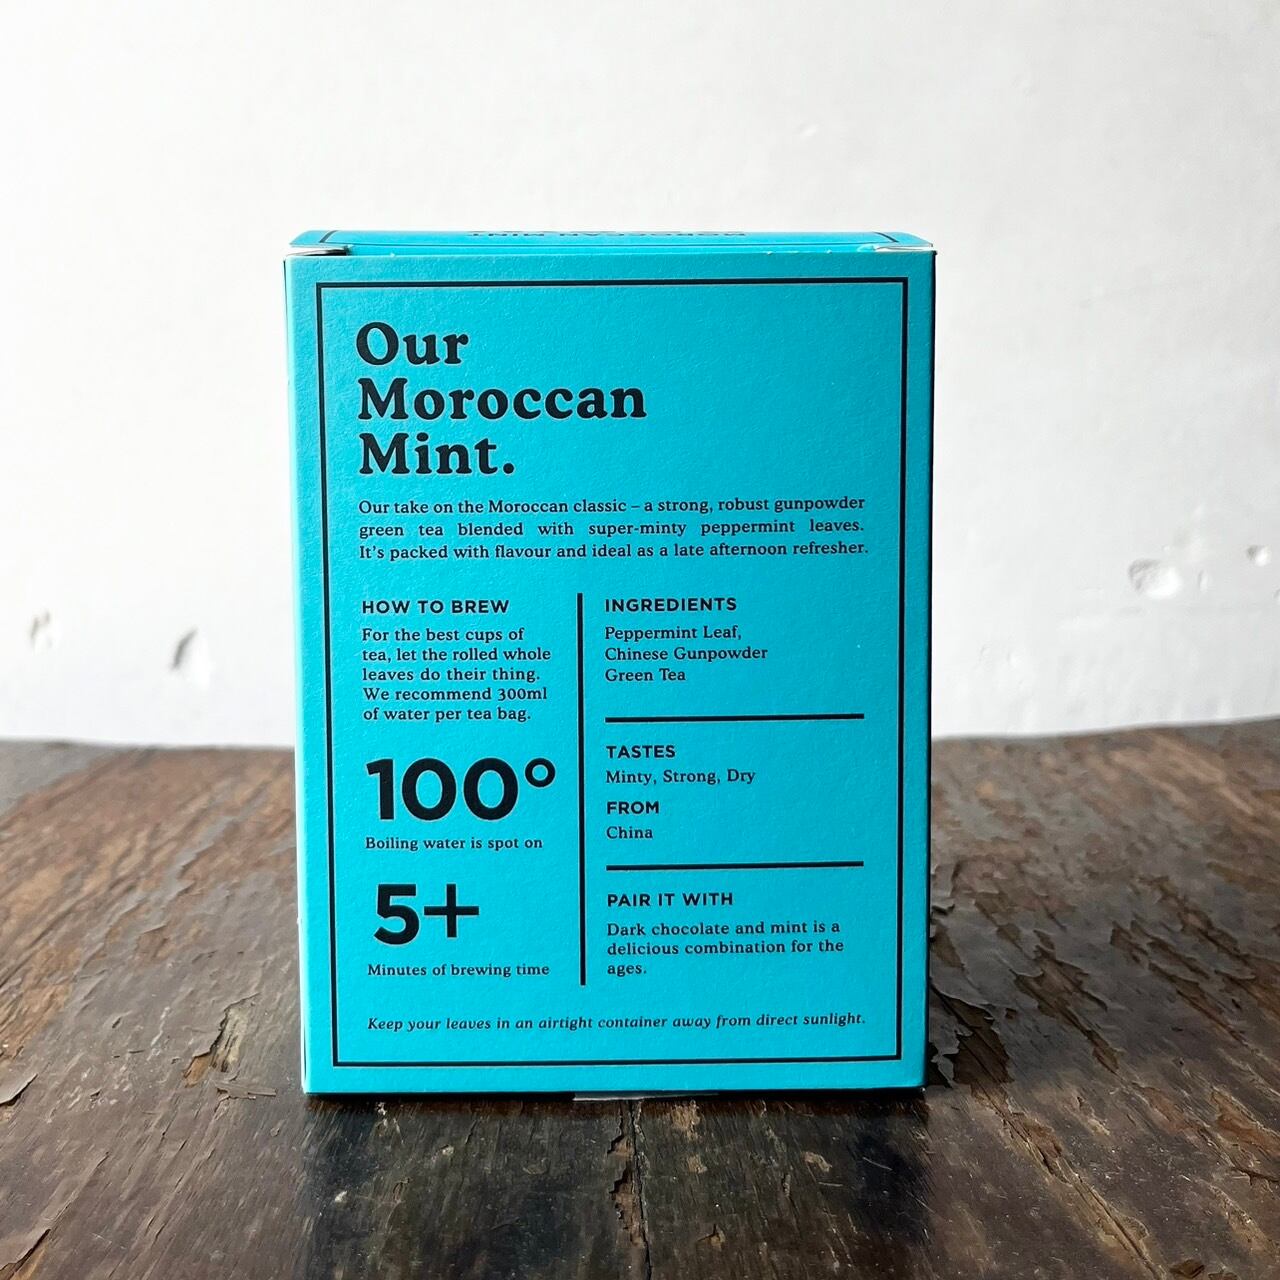 MOROCCAN MINT
Our
Moroccan
Mint.
Our take on the Moroccan classic – a strong, robust gunpowder
green tea blended with super-minty peppermint leaves.
It's packed with flavour and ideal as a late afternoon refresher.
HOW TO BREW
For the best cups of
tea, let the rolled whole
leaves do their thing.
We recommend 300ml
of water per tea bag.
100°
Boiling water is spot on
5+
Minutes of brewing time
INGREDIENTS
Peppermint Leaf,
Chinese Gunpowder
Green Tea
TASTES
Minty, Strong, Dry
FROM
China
PAIR IT WITH
Dark chocolate and mint is a
delicious combination for the
ages.
Keep your leaves in an airtight container away from direct sunlight.